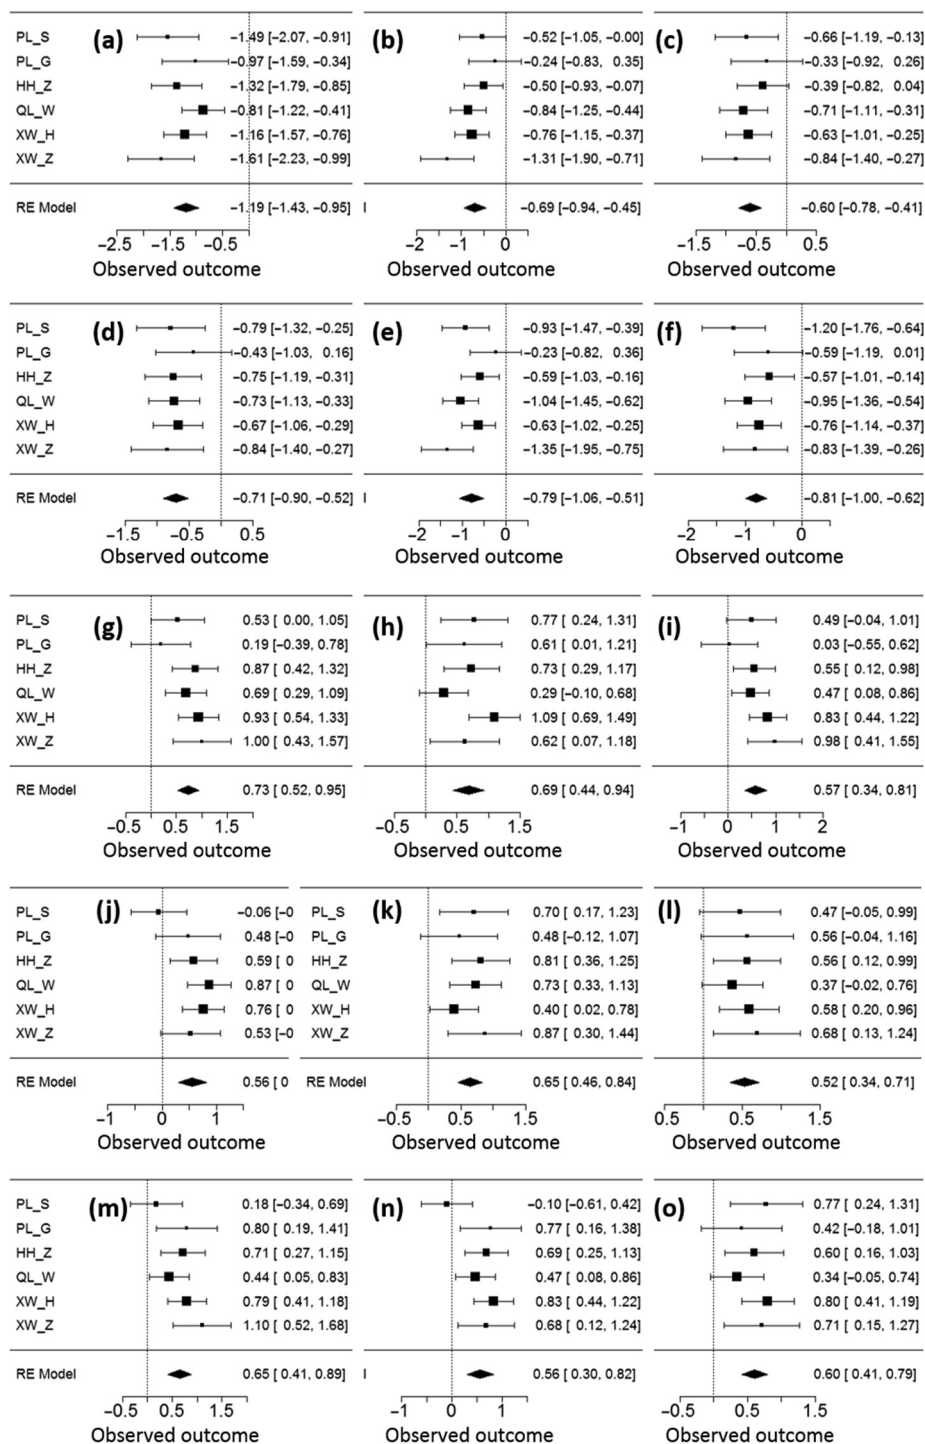 PL_S (a) −1.49 [−2.07, −0.91] (b) −0.52 [−1.05, −0.00] (c) −0.66 [−1.19, −0.13]
PL_G −0.97 [−1.59, −0.34] −0.24 [−0.83, 0.35] −0.33 [−0.92, 0.26]
HH_Z −1.32 [−1.79, −0.85] −0.50 [−0.93, −0.07] −0.39 [−0.82, 0.04]
QL_W −0.81 [−1.22, −0.41] −0.84 [−1.25, −0.44] −0.71 [−1.11, −0.31]
XW_H −1.16 [−1.57, −0.76] −0.76 [−1.15, −0.37] −0.63 [−1.01, −0.25]
XW_Z −1.61 [−2.23, −0.99] −1.31 [−1.90, −0.71] −0.84 [−1.40, −0.27]
RE Model −1.19 [−1.43, −0.95] l −0.69 [−0.94, −0.45] −0.60 [−0.78, −0.41]
−2.5 −1.5 −0.5 −2 −1 0 −1.5 −0.5 0.5
Observed outcome Observed outcome Observed outcome
PL_S (d) −0.79 [−1.32, −0.25] (e) −0.93 [−1.47, −0.39] (f) −1.20 [−1.76, −0.64]
PL_G −0.43 [−1.03, 0.16] −0.23 [−0.82, 0.36] −0.59 [−1.19, 0.01]
HH_Z −0.75 [−1.19, −0.31] −0.59 [−1.03, −0.16] −0.57 [−1.01, −0.14]
QL_W −0.73 [−1.13, −0.33] −1.04 [−1.45, −0.62] −0.95 [−1.36, −0.54]
XW_H −0.67 [−1.06, −0.29] −0.63 [−1.02, −0.25] −0.76 [−1.14, −0.37]
XW_Z −0.84 [−1.40, −0.27] −1.35 [−1.95, −0.75] −0.83 [−1.39, −0.26]
RE Model −0.71 [−0.90, −0.52] l −0.79 [−1.06, −0.51] −0.81 [−1.00, −0.62]
−1.5 −0.5 0.5 −2 −1 0 −2 −1 0
Observed outcome Observed outcome Observed outcome
PL_S (g) 0.53 [ 0.00, 1.05] (h) 0.77 [ 0.24, 1.31] (i) 0.49 [−0.04, 1.01]
PL_G 0.19 [−0.39, 0.78] 0.61 [ 0.01, 1.21] 0.03 [−0.55, 0.62]
HH_Z 0.87 [ 0.42, 1.32] 0.73 [ 0.29, 1.17] 0.55 [ 0.12, 0.98]
QL_W 0.69 [ 0.29, 1.09] 0.29 [−0.10, 0.68] 0.47 [ 0.08, 0.86]
XW_H 0.93 [ 0.54, 1.33] 1.09 [ 0.69, 1.49] 0.83 [ 0.44, 1.22]
XW_Z 1.00 [ 0.43, 1.57] 0.62 [ 0.07, 1.18] 0.98 [ 0.41, 1.55]
RE Model 0.73 [ 0.52, 0.95] 0.69 [ 0.44, 0.94] 0.57 [ 0.34, 0.81]
−0.5 0.5 1.5 −0.5 0.5 1.5 −1 0 1 2
Observed outcome Observed outcome Observed outcome
PL_S (j) −0.06 [−0 PL_S (k) 0.70 [ 0.17, 1.23] (l) 0.47 [−0.05, 0.99]
PL_G 0.48 [−0 PL_G 0.48 [−0.12, 1.07] 0.56 [−0.04, 1.16]
HH_Z 0.59 [ 0 HH_Z 0.81 [ 0.36, 1.25] 0.56 [ 0.12, 0.99]
QL_W 0.87 [ 0 QL_W 0.73 [ 0.33, 1.13] 0.37 [−0.02, 0.76]
XW_H 0.76 [ 0 XW_H 0.40 [ 0.02, 0.78] 0.58 [ 0.20, 0.96]
XW_Z 0.53 [−0 XW_Z 0.87 [ 0.30, 1.44] 0.68 [ 0.13, 1.24]
RE Model 0.56 [ 0 RE Model 0.65 [ 0.46, 0.84] 0.52 [ 0.34, 0.71]
−1 0 1 −0.5 0.5 1.5 0.5 0.5 1.5
Observed outcome Observed outcome Observed outcome
PL_S (m) 0.18 [−0.34, 0.69] (n) −0.10 [−0.61, 0.42] (o) 0.77 [ 0.24, 1.31]
PL_G 0.80 [ 0.19, 1.41] 0.77 [ 0.16, 1.38] 0.42 [−0.18, 1.01]
HH_Z 0.71 [ 0.27, 1.15] 0.69 [ 0.25, 1.13] 0.60 [ 0.16, 1.03]
QL_W 0.44 [ 0.05, 0.83] 0.47 [ 0.08, 0.86] 0.34 [−0.05, 0.74]
XW_H 0.79 [ 0.41, 1.18] 0.83 [ 0.44, 1.22] 0.80 [ 0.41, 1.19]
XW_Z 1.10 [ 0.52, 1.68] 0.68 [ 0.12, 1.24] 0.71 [ 0.15, 1.27]
RE Model 0.65 [ 0.41, 0.89] l 0.56 [ 0.30, 0.82] 0.60 [ 0.41, 0.79]
−0.5 0.5 1.5 −1 0 1 −0.5 0.5 1.5
Observed outcome Observed outcome Observed outcome